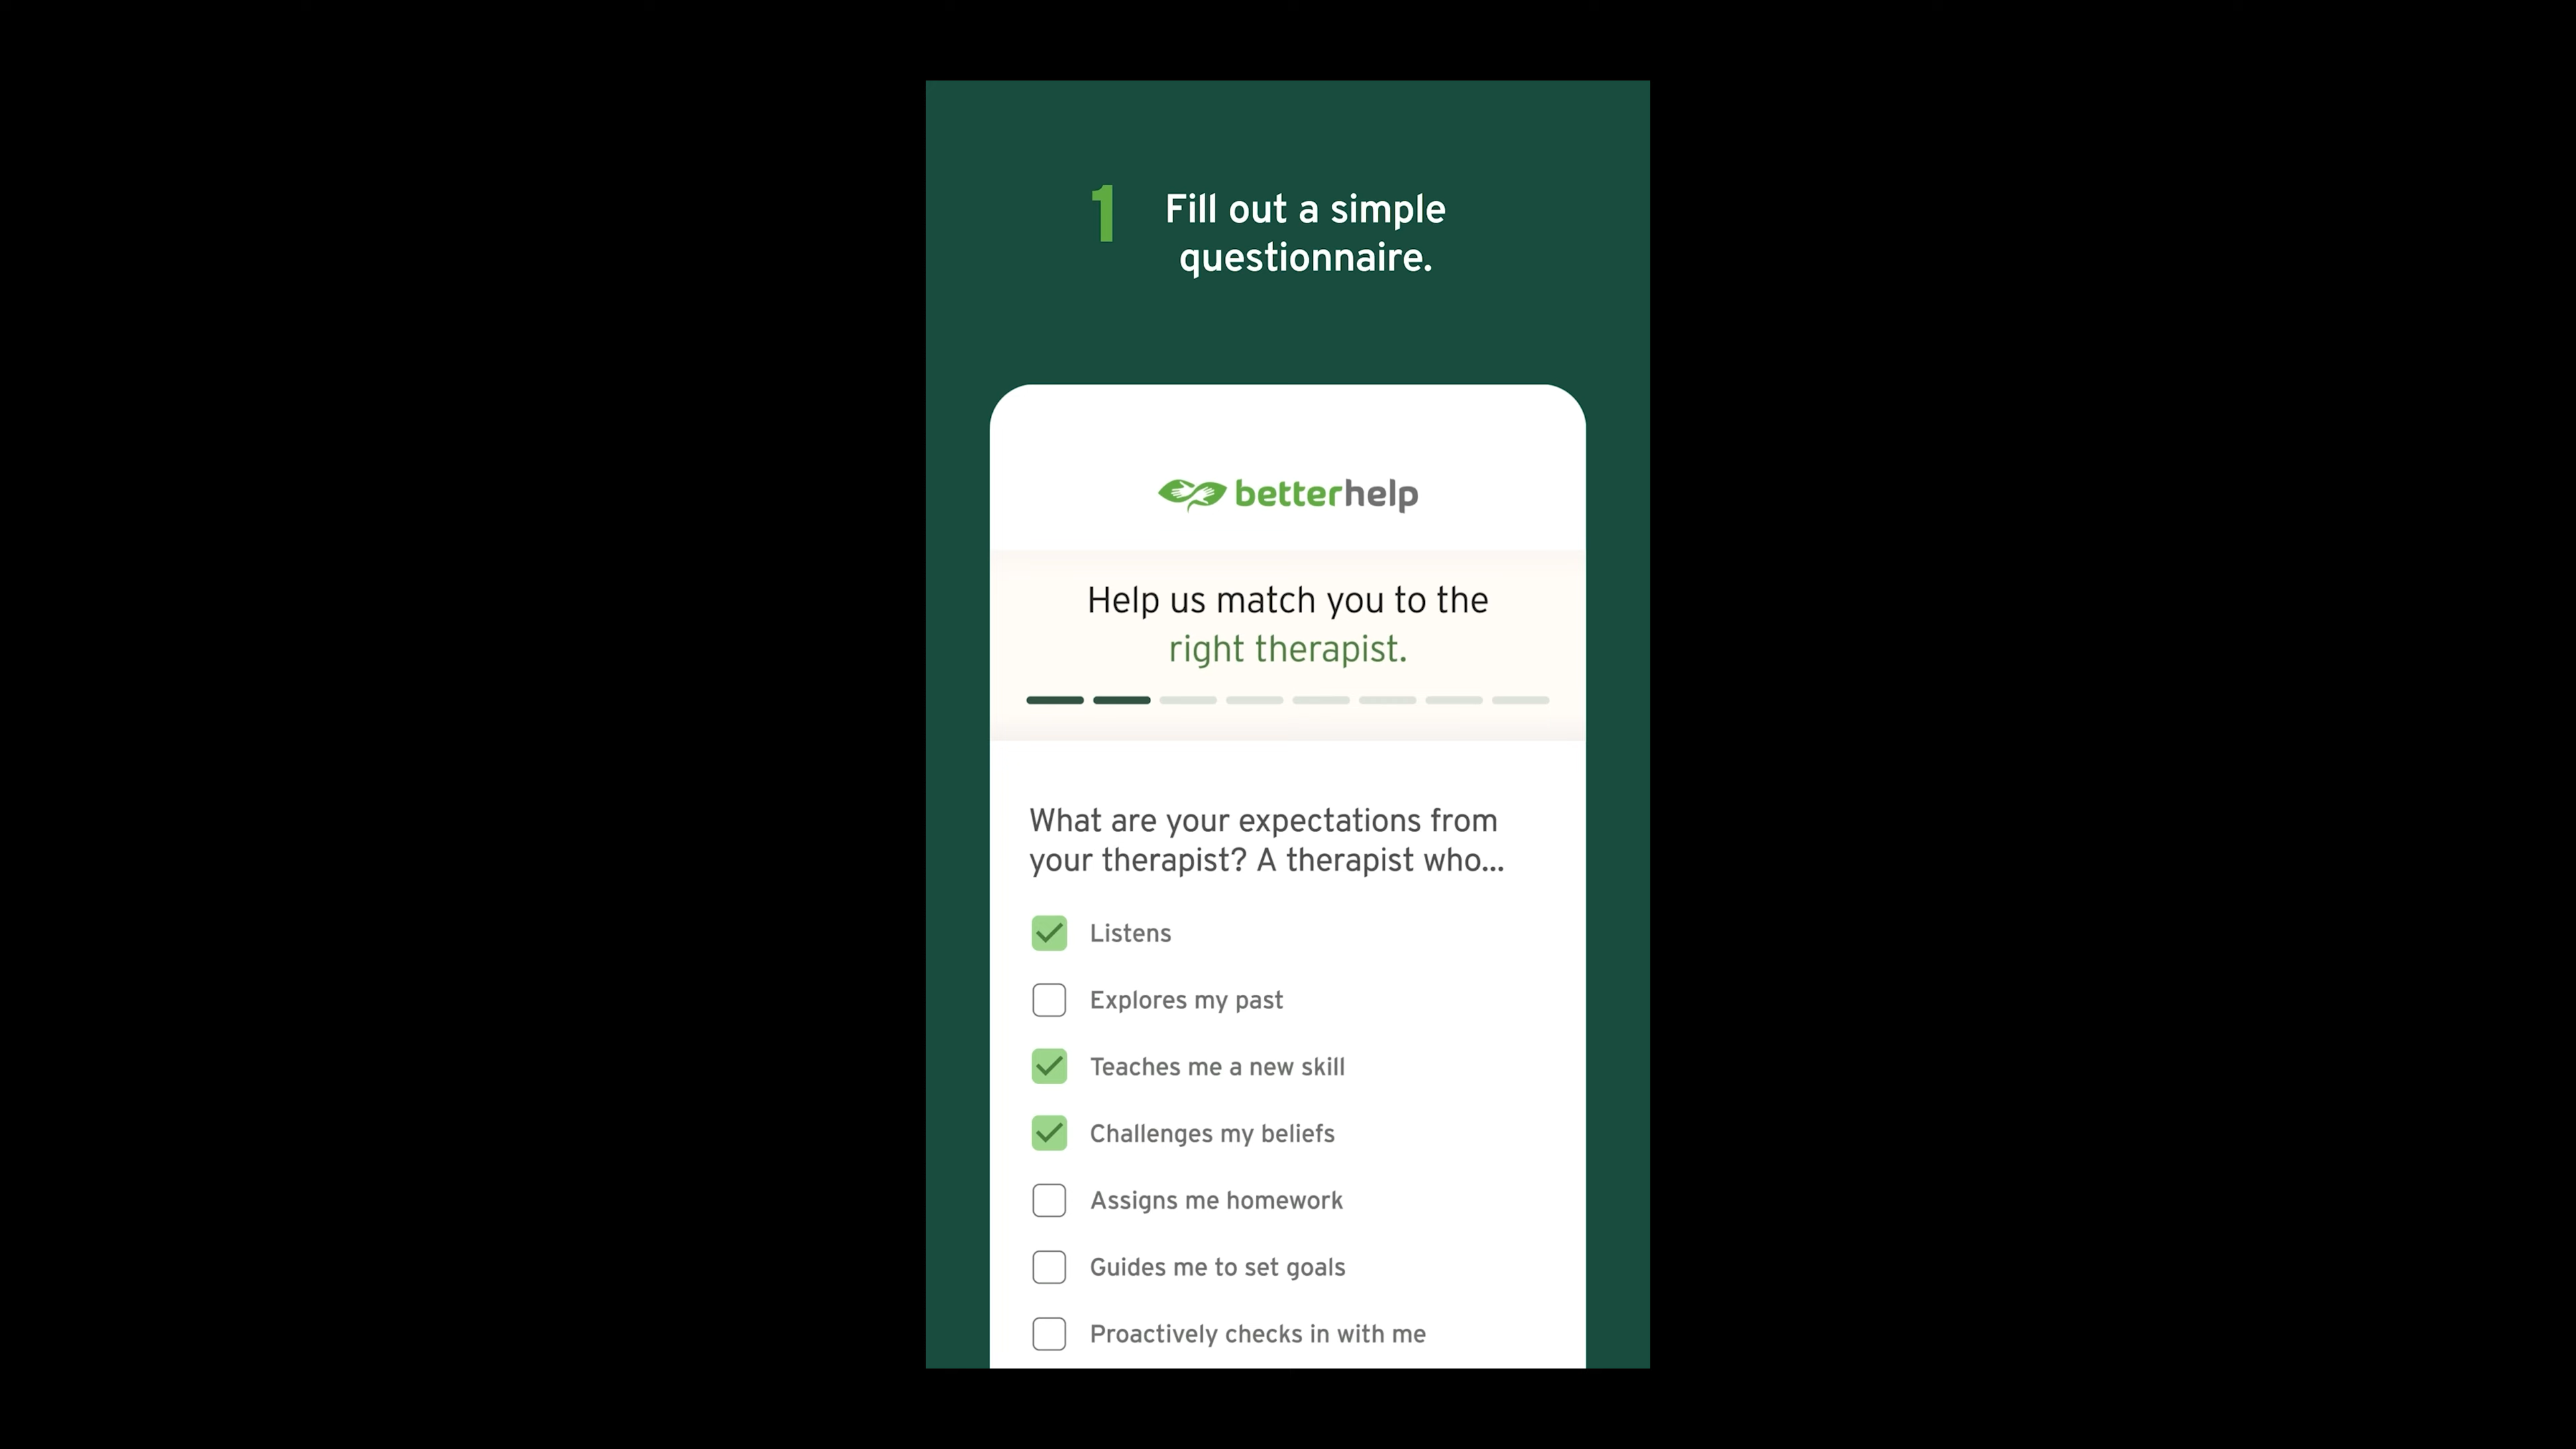 1
Fill out a simple
questionnaire.
betterhelp
Help us match you to the
right therapist.
What are your expectations from
your therapist? A therapist who...
Listens
Explores my past
Teaches me a new skill
Challenges my beliefs
Assigns me homework
Guides me to set goals
Proactively checks in with me